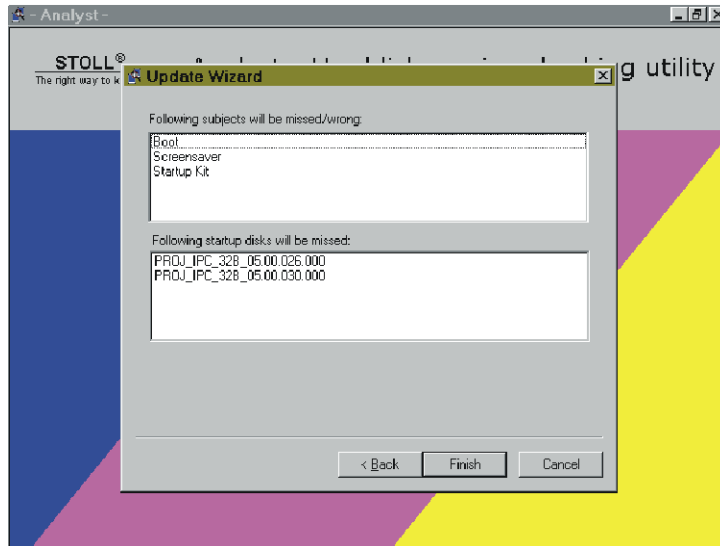 - Analyst -
STOLL®
The right way to k
g utility
Update Wizard
Following subjects will be missed/wrong:
Boot
Screensaver
Startup Kit
Following startup disks will be missed:
PROJ_IPC_32B_05.00.026.000
PROJ_IPC_32B_05.00.030.000
< Back
Finish
Cancel